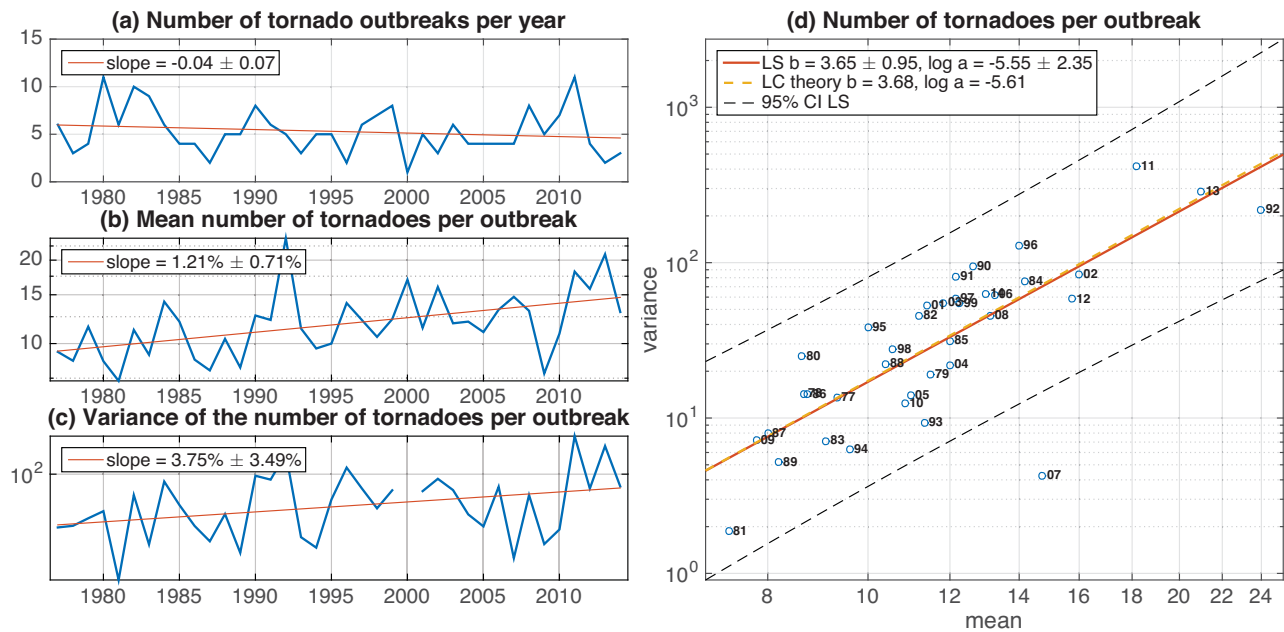 (a) Number of tornado outbreaks per year
15
10
5
0
slope = -0.04 ± 0.07
1980 1985 1990 1995 2000 2005 2010
(b) Mean number of tornadoes per outbreak
20
15
10
slope = 1.21% ± 0.71%
1980 1985 1990 1995 2000 2005 2010
(c) Variance of the number of tornadoes per outbreak
10²
slope = 3.75% ± 3.49%
1980 1985 1990 1995 2000 2005 2010
(d) Number of tornadoes per outbreak
LS b = 3.65 ± 0.95, log a = -5.55 ± 2.35
LC theory b = 3.68, log a = -5.61
95% CI LS
variance
10³
10²
10¹
10⁰
11
13
92
96
90
91
84
02
14
06
97
99
12
01
82
08
95
85
98
88
04
80
79
86
77
05
10
93
87
09
83
94
89
07
81
8 10 12 14 16 18 20 22 24
mean